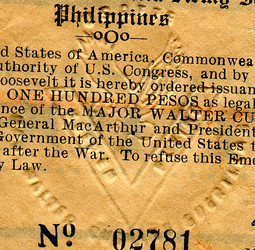 Philippines
—oOo—
d States of America, Commonwea
uthority of U.S. Congress, and by
oosevelt it is hereby ordered issuan
ONE HUNDRED PESOS as legal
nce of the MAJOR WALTER CU
General MacArthur and President
Government of the United States t
after the War. To refuse this Eme
y Law.
Nº 02781